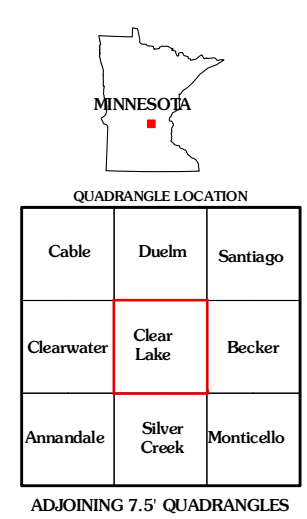 MINNESOTA
QUADRANGLE LOCATION
Cable Duelm Santiago
Clearwater Clear Lake Becker
Annandale Silver Creek Monticello
ADJOINING 7.5' QUADRANGLES